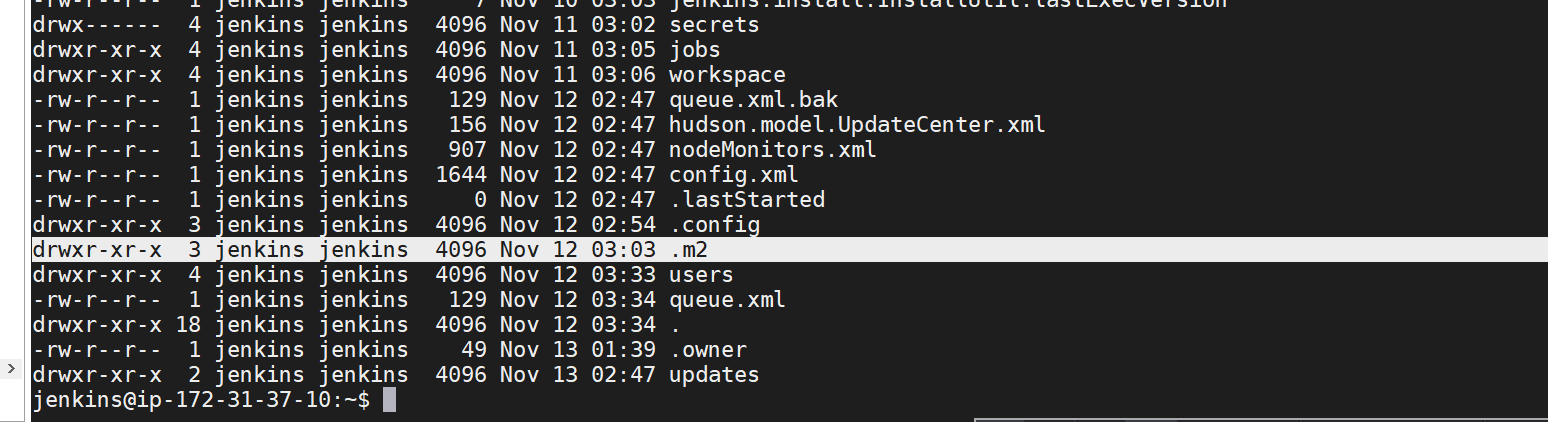 -rw-r--r--  1 jenkins jenkins     7 Nov 10 03:03 jenkins.install.InstallUtil.lastExecVersion
drwx------  4 jenkins jenkins  4096 Nov 11 03:02 secrets
drwxr-xr-x  4 jenkins jenkins  4096 Nov 11 03:05 jobs
drwxr-xr-x  4 jenkins jenkins  4096 Nov 11 03:06 workspace
-rw-r--r--  1 jenkins jenkins   129 Nov 12 02:47 queue.xml.bak
-rw-r--r--  1 jenkins jenkins   156 Nov 12 02:47 hudson.model.UpdateCenter.xml
-rw-r--r--  1 jenkins jenkins   907 Nov 12 02:47 nodeMonitors.xml
-rw-r--r--  1 jenkins jenkins  1644 Nov 12 02:47 config.xml
-rw-r--r--  1 jenkins jenkins     0 Nov 12 02:47 .lastStarted
drwxr-xr-x  3 jenkins jenkins  4096 Nov 12 02:54 .config
drwxr-xr-x  3 jenkins jenkins  4096 Nov 12 03:03 .m2
drwxr-xr-x  4 jenkins jenkins  4096 Nov 12 03:33 users
-rw-r--r--  1 jenkins jenkins   129 Nov 12 03:34 queue.xml
drwxr-xr-x 18 jenkins jenkins  4096 Nov 12 03:34 .
-rw-r--r--  1 jenkins jenkins    49 Nov 13 01:39 .owner
drwxr-xr-x  2 jenkins jenkins  4096 Nov 13 02:47 updates
jenkins@ip-172-31-37-10:~$